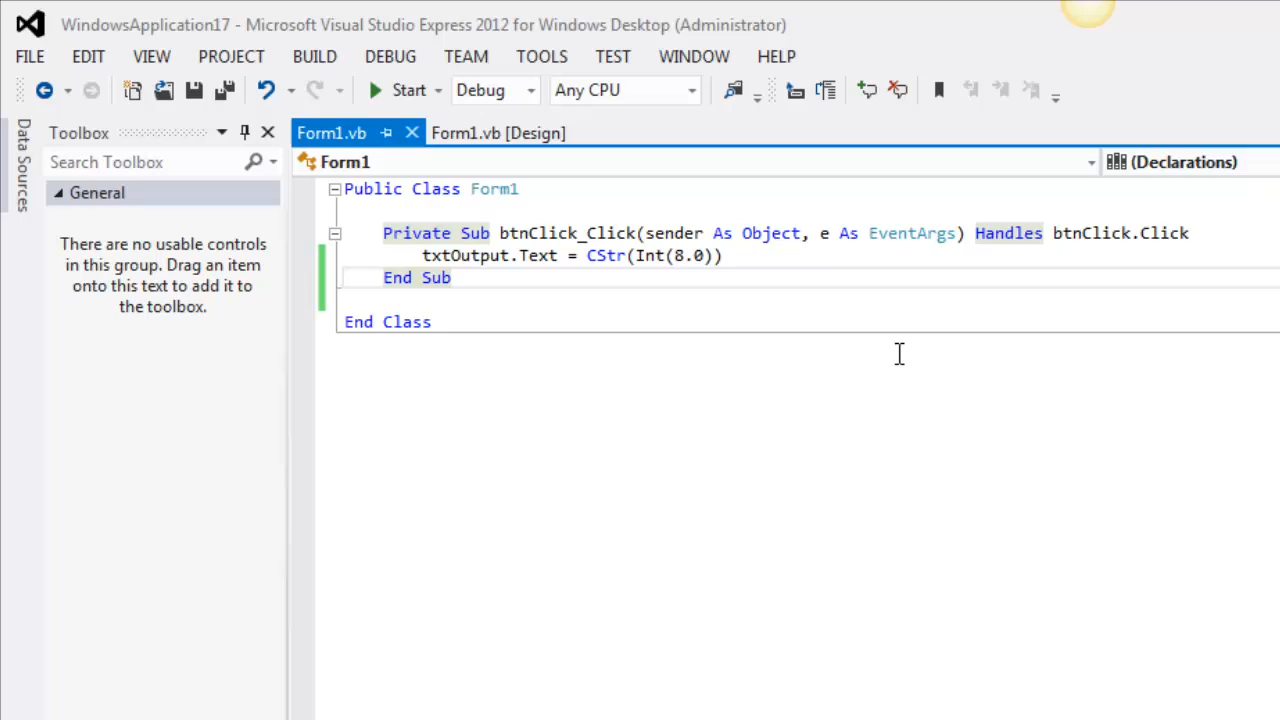 WindowsApplication17 - Microsoft Visual Studio Express 2012 for Windows Desktop (Administrator)
FILE EDIT VIEW PROJECT BUILD DEBUG TEAM TOOLS TEST WINDOW HELP
Start Debug Any CPU
Data Sources
Toolbox
Form1.vb Form1.vb [Design]
Search Toolbox
Form1 (Declarations)
General
There are no usable controls
in this group. Drag an item
onto this text to add it to
the toolbox.
Public Class Form1
Private Sub btnClick_Click(sender As Object, e As EventArgs) Handles btnClick.Click
txtOutput.Text = CStr(Int(8.0))
End Sub
End Class